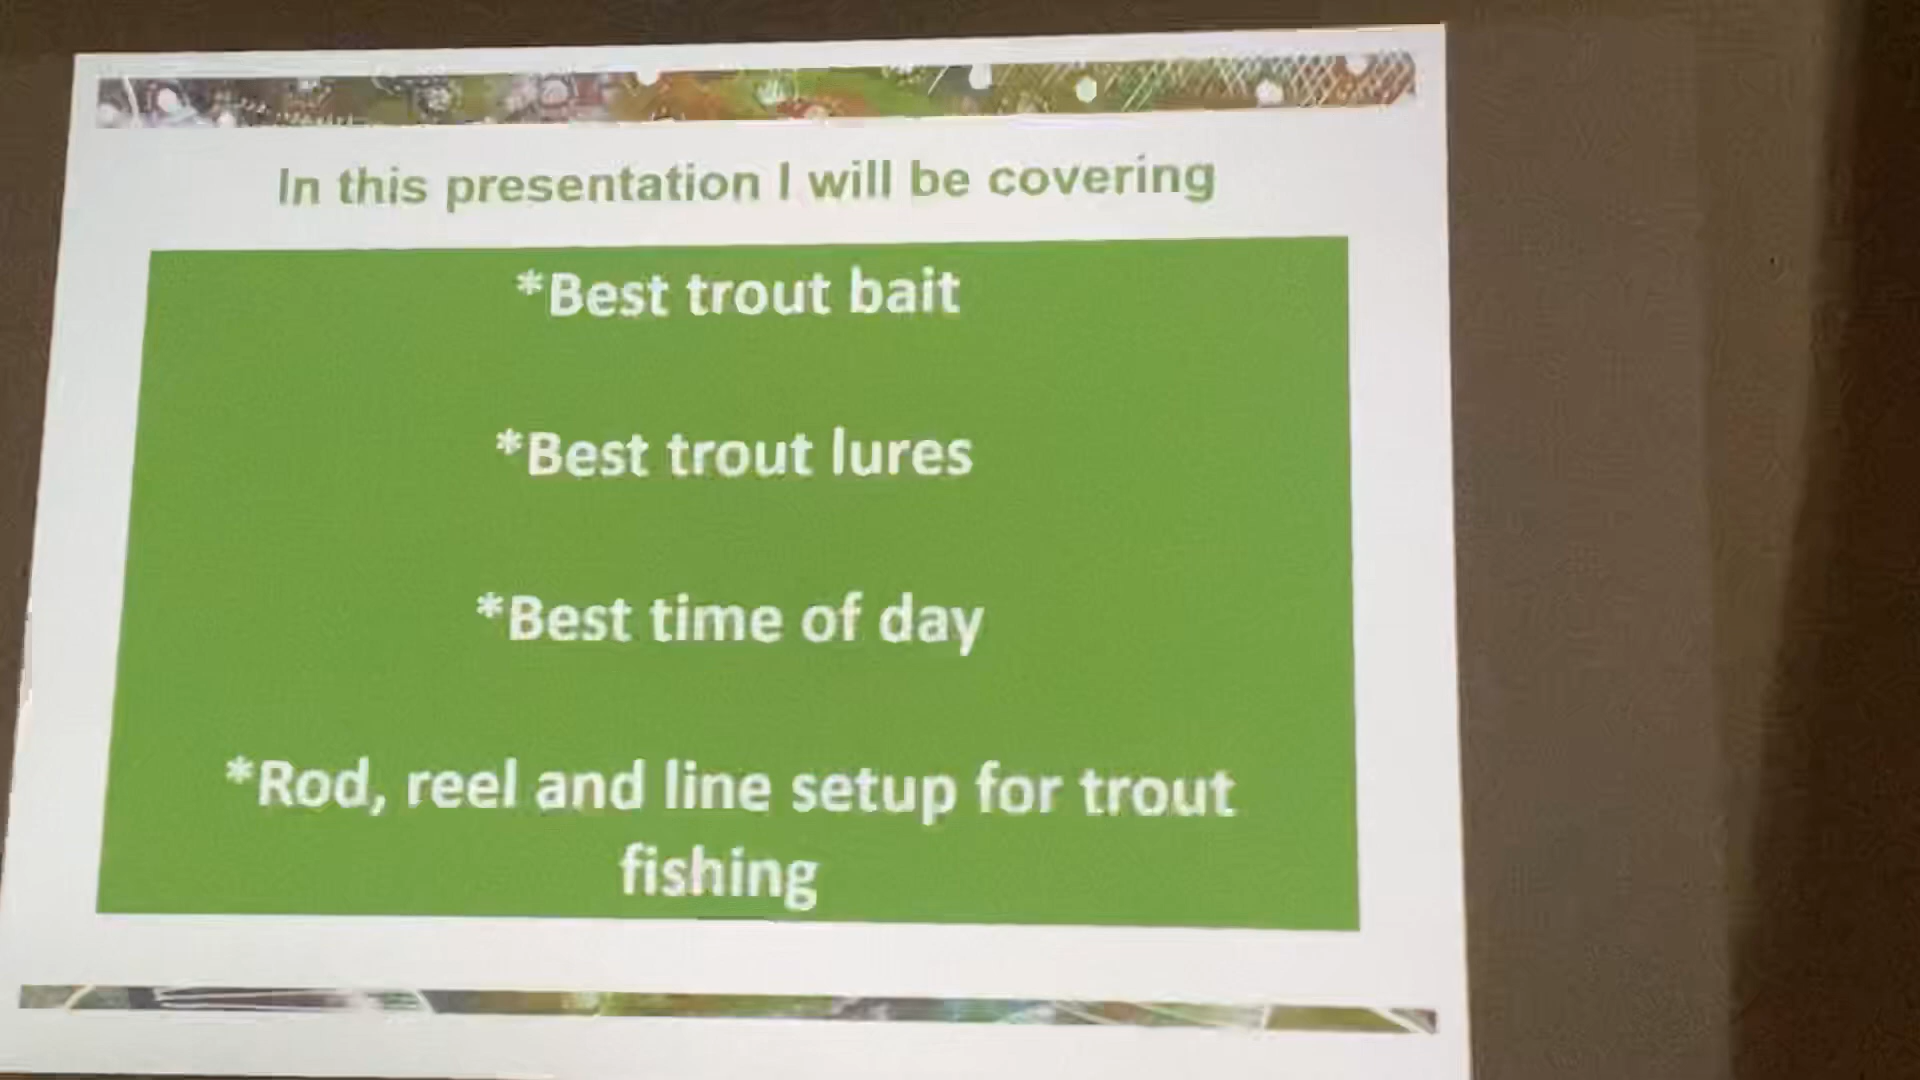 In this presentation I will be covering
*Best trout bait
*Best trout lures
*Best time of day
*Rod, reel and line setup for trout
fishing